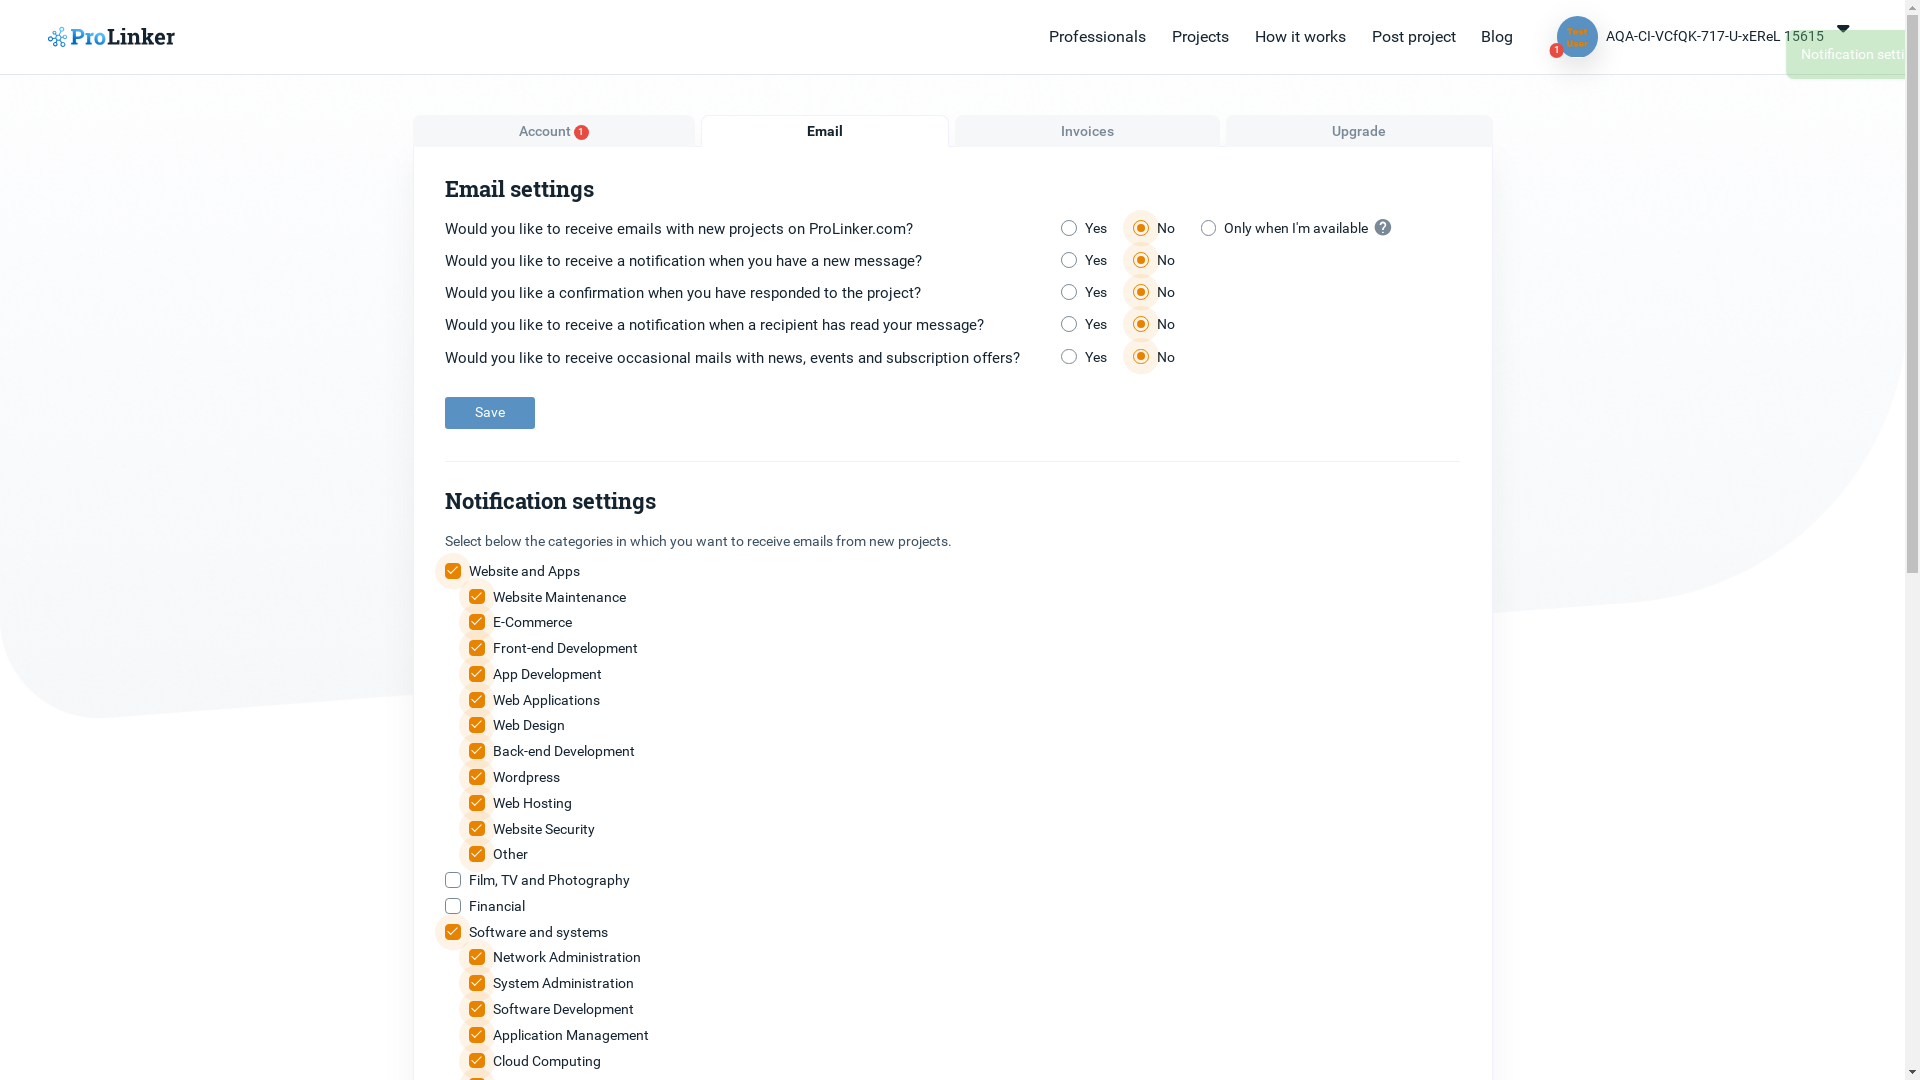 ProLinker
Professionals
Projects
How it works
Post project
Blog
1
AQA-CI-VCfQK-717-U-xEReL 15615
Notification setti
Account 1
Email
Invoices
Upgrade
Email settings
Would you like to receive emails with new projects on ProLinker.com?
Yes
No
Only when I'm available
?
Would you like to receive a notification when you have a new message?
Yes
No
Would you like a confirmation when you have responded to the project?
Yes
No
Would you like to receive a notification when a recipient has read your message?
Yes
No
Would you like to receive occasional mails with news, events and subscription offers?
Yes
No
Save
Notification settings
Select below the categories in which you want to receive emails from new projects.
Website and Apps
Website Maintenance
E-Commerce
Front-end Development
App Development
Web Applications
Web Design
Back-end Development
Wordpress
Web Hosting
Website Security
Other
Film, TV and Photography
Financial
Software and systems
Network Administration
System Administration
Software Development
Application Management
Cloud Computing